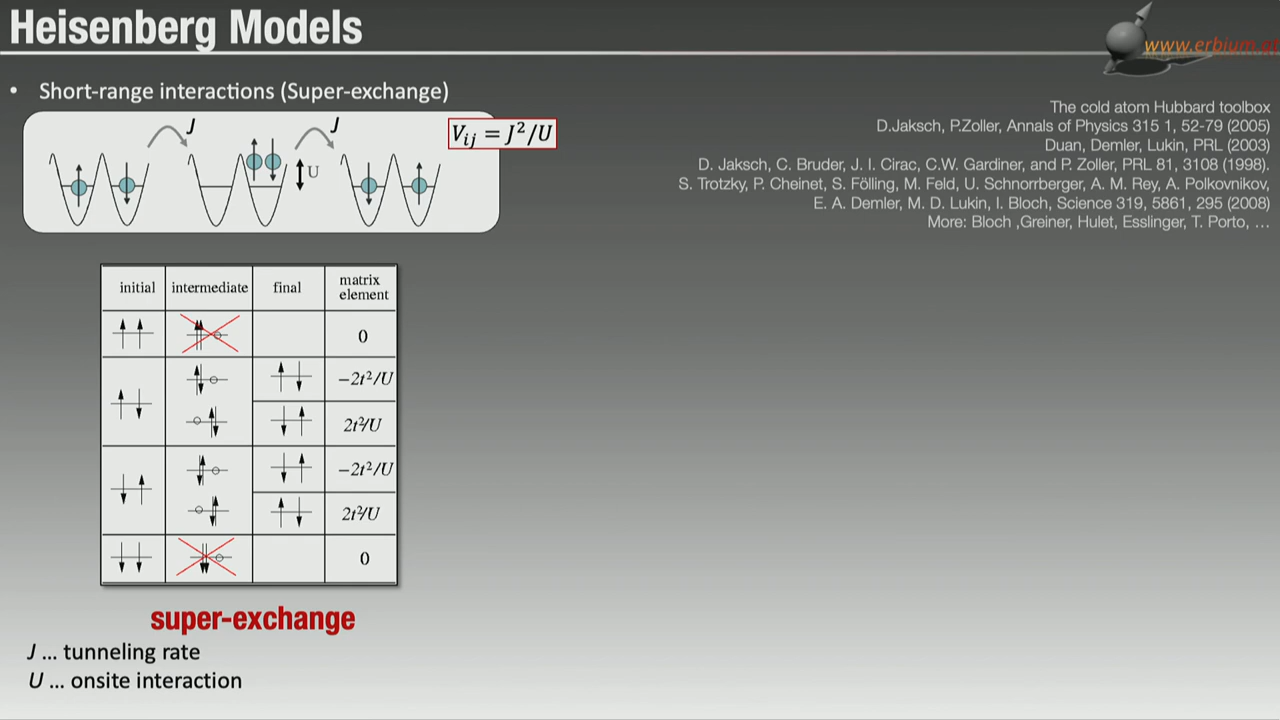 Heisenberg Models
www.erbium.at
• Short-range interactions (Super-exchange)
J
J
V_{ij} = J²/U
U
The cold atom Hubbard toolbox
D.Jaksch, P.Zoller, Annals of Physics 315 1, 52-79 (2005)
Duan, Demler, Lukin, PRL (2003)
D. Jaksch, C. Bruder, J. I. Cirac, C.W. Gardiner, and P. Zoller, PRL 81, 3108 (1998).
S. Trotzky, P. Cheinet, S. Fölling, M. Feld, U. Schnorrberger, A. M. Rey, A. Polkovnikov,
E. A. Demler, M. D. Lukin, I. Bloch, Science 319, 5861, 295 (2008)
More: Bloch ,Greiner, Hulet, Esslinger, T. Porto, …
initial intermediate final matrix element
0
−2t²/U
2t²/U
−2t²/U
2t²/U
0
super-exchange
J ... tunneling rate
U ... onsite interaction